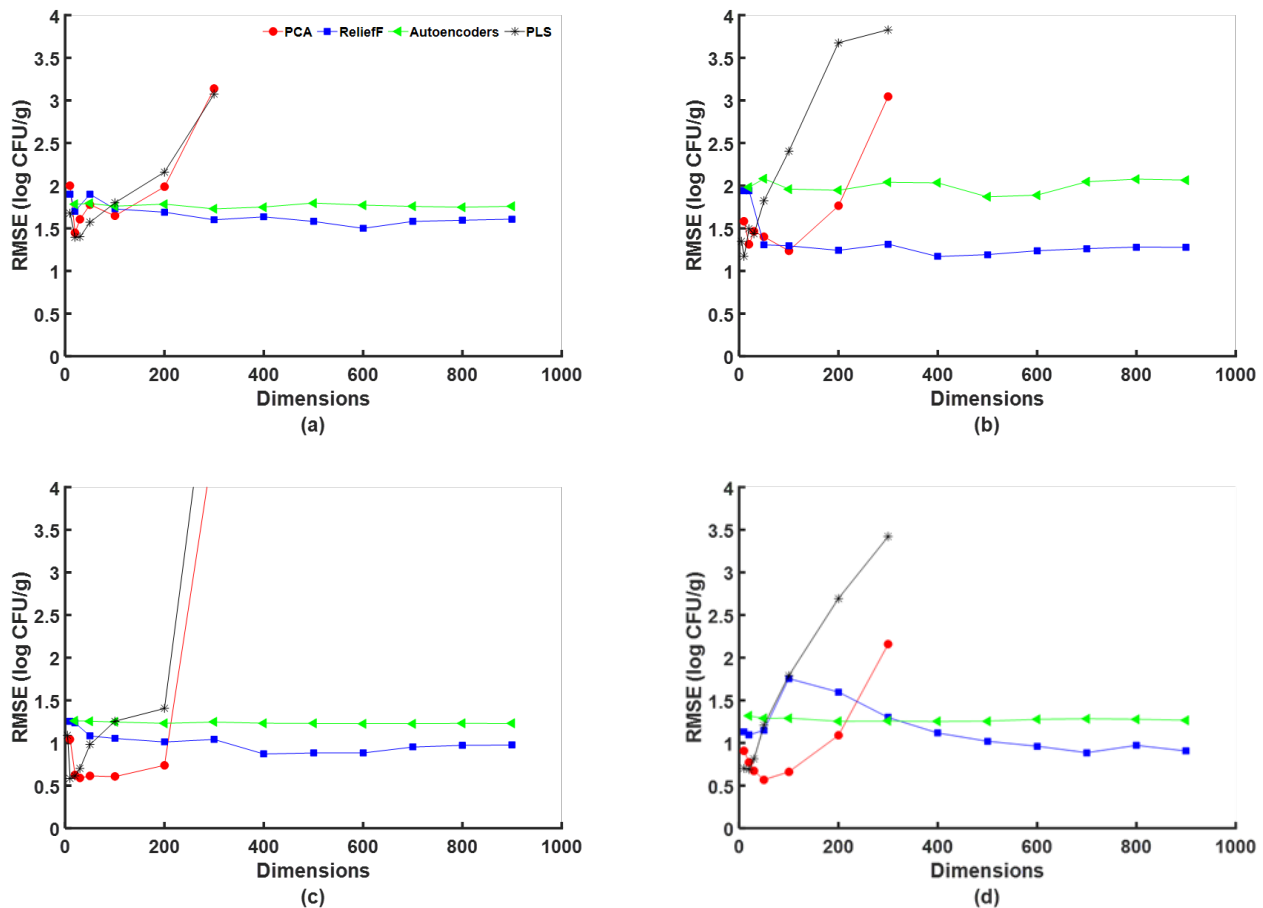 PCA ReliefF Autoencoders PLS
RMSE (log CFU/g)
4
3.5
3
2.5
2
1.5
1
0.5
0
0 200 400 600 800 1000
Dimensions
(a)
RMSE (log CFU/g)
4
3.5
3
2.5
2
1.5
1
0.5
0
0 200 400 600 800 1000
Dimensions
(b)
RMSE (log CFU/g)
4
3.5
3
2.5
2
1.5
1
0.5
0
0 200 400 600 800 1000
Dimensions
(c)
RMSE (log CFU/g)
4
3.5
3
2.5
2
1.5
1
0.5
0
0 200 400 600 800 1000
Dimensions
(d)